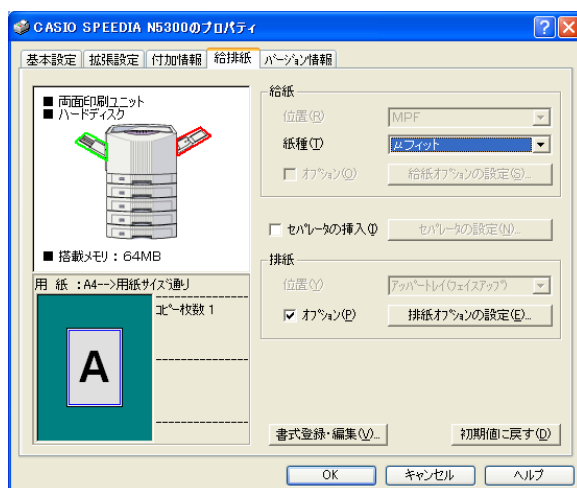 CASIO SPEEDIA N5300のプロパティ
基本設定 拡張設定 付加情報 給排紙 バージョン情報
■ 両面印刷ユニット
■ ハードディスク
■ 搭載メモリ：64MB
用 紙 ：A4-->用紙サイズ通り
コピー枚数 1
A
給紙
位置(R) MPF
紙種(T) μフィット
オプション(O) 給紙オプションの設定(S)...
セパレータの挿入(I) セパレータの設定(N)...
排紙
位置(Y) アッパートレイ(フェイスアップ)
オプション(P) 排紙オプションの設定(E)...
書式登録・編集(V)... 初期値に戻す(D)
OK キャンセル ヘルプ